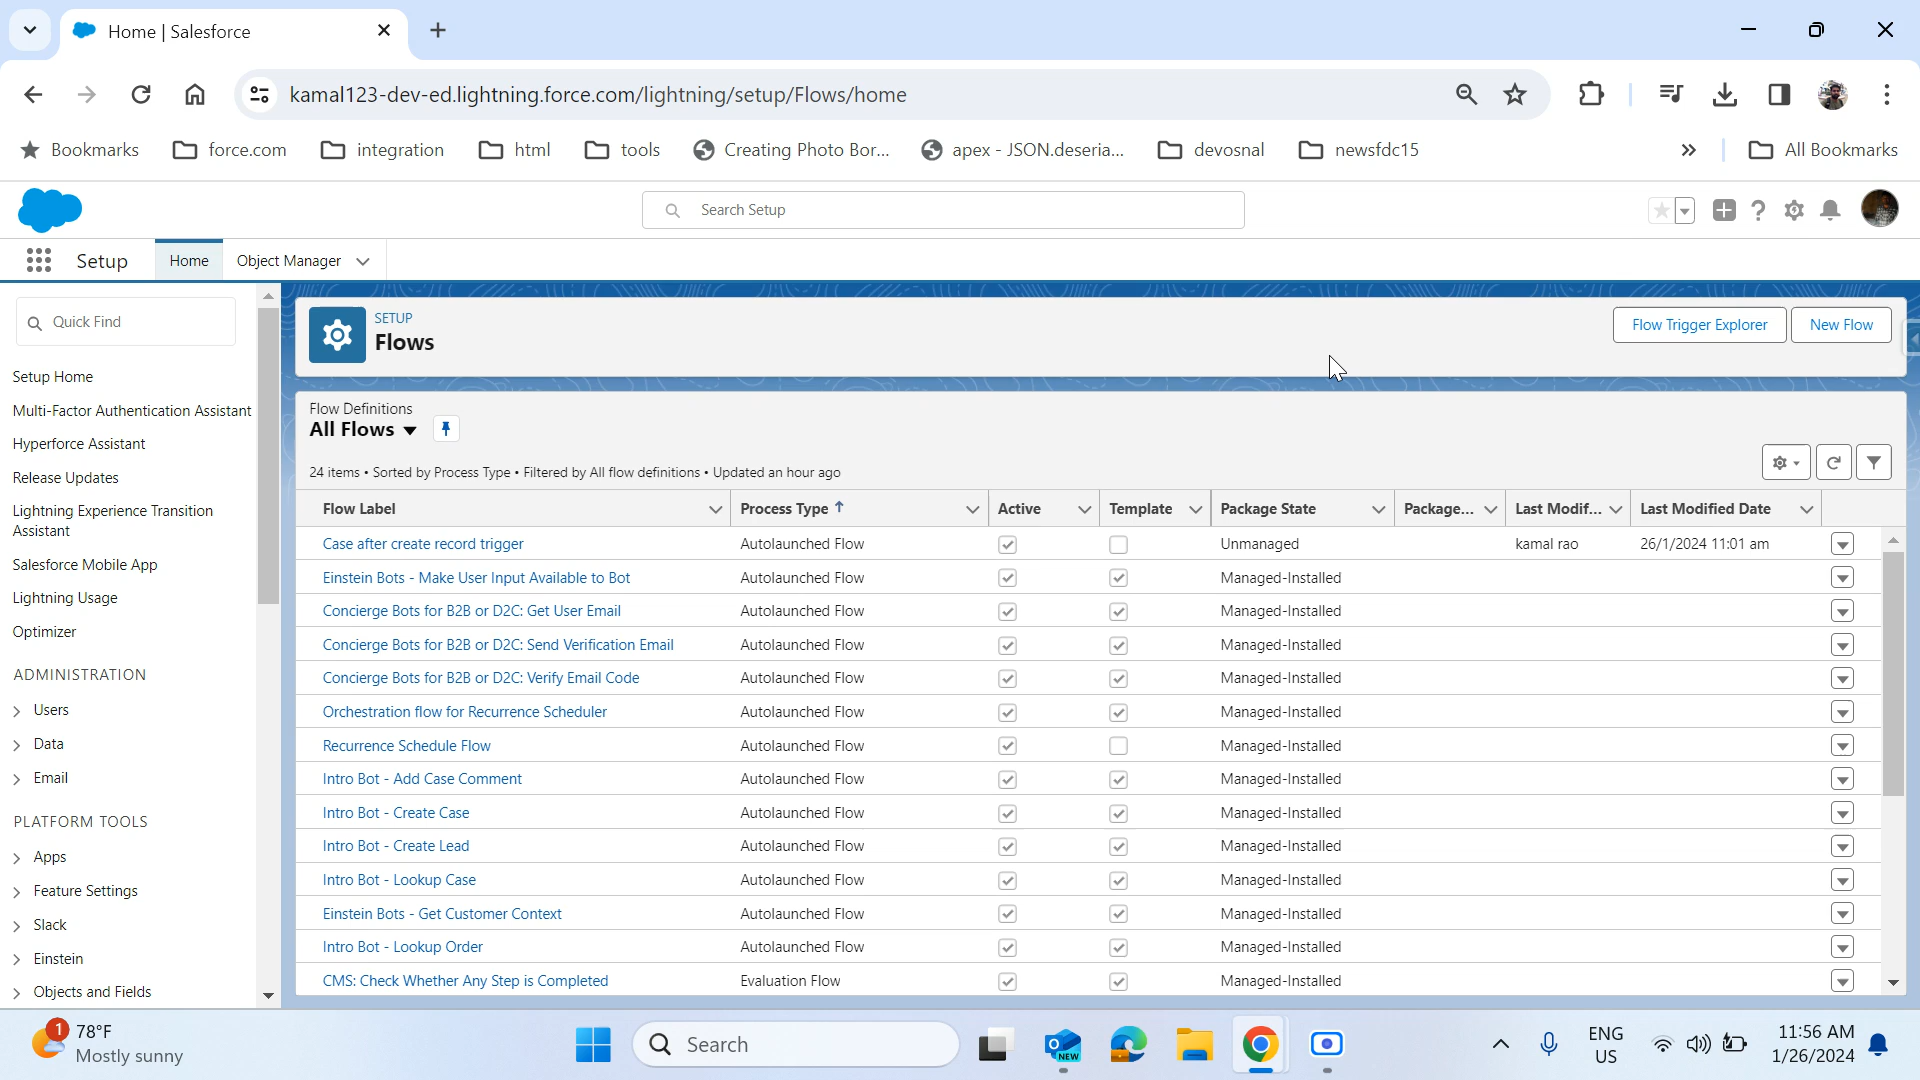 Home | Salesforce
kamal123-dev-ed.lightning.force.com/lightning/setup/Flows/home
Bookmarks force.com integration html tools Creating Photo Bor... apex - JSON.deseria... devosnal newsfdc15 » All Bookmarks
Search Setup
Setup Home Object Manager
Quick Find
Setup Home
Multi-Factor Authentication Assistant
Hyperforce Assistant
Release Updates
Lightning Experience Transition
Assistant
Salesforce Mobile App
Lightning Usage
Optimizer
ADMINISTRATION
Users
Data
Email
PLATFORM TOOLS
Apps
Feature Settings
Slack
Einstein
Objects and Fields
SETUP
Flows
Flow Trigger Explorer New Flow
Flow Definitions
All Flows
24 items • Sorted by Process Type • Filtered by All flow definitions • Updated an hour ago
Flow Label Process Type Active Template Package State Package... Last Modif... Last Modified Date
Case after create record trigger Autolaunched Flow Unmanaged kamal rao 26/1/2024 11:01 am
Einstein Bots - Make User Input Available to Bot Autolaunched Flow Managed-Installed
Concierge Bots for B2B or D2C: Get User Email Autolaunched Flow Managed-Installed
Concierge Bots for B2B or D2C: Send Verification Email Autolaunched Flow Managed-Installed
Concierge Bots for B2B or D2C: Verify Email Code Autolaunched Flow Managed-Installed
Orchestration flow for Recurrence Scheduler Autolaunched Flow Managed-Installed
Recurrence Schedule Flow Autolaunched Flow Managed-Installed
Intro Bot - Add Case Comment Autolaunched Flow Managed-Installed
Intro Bot - Create Case Autolaunched Flow Managed-Installed
Intro Bot - Create Lead Autolaunched Flow Managed-Installed
Intro Bot - Lookup Case Autolaunched Flow Managed-Installed
Einstein Bots - Get Customer Context Autolaunched Flow Managed-Installed
Intro Bot - Lookup Order Autolaunched Flow Managed-Installed
CMS: Check Whether Any Step is Completed Evaluation Flow Managed-Installed
1 78°F
Mostly sunny
Search
NEW
ENG
US
11:56 AM
1/26/2024